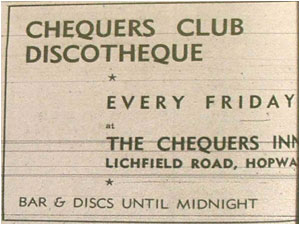 CHEQUERS CLUB
DISCOTHEQUE
EVERY FRIDAY
at
THE CHEQUERS INN
LICHFIELD ROAD, HOPWA
BAR & DISCS UNTIL MIDNIGHT